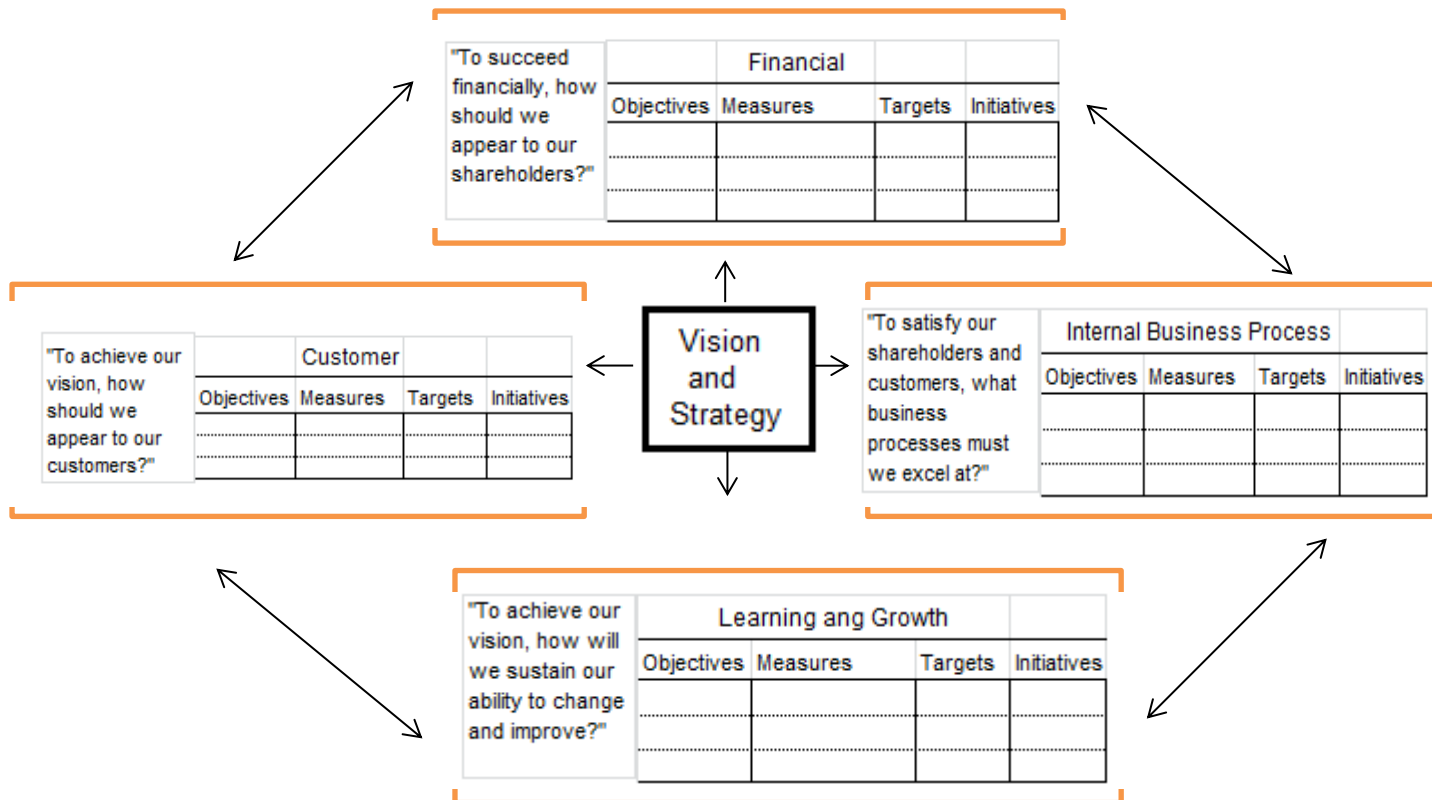 "To succeed
financially, how
should we
appear to our
shareholders?"
Financial
Objectives Measures Targets Initiatives
"To achieve our
vision, how
should we
appear to our
customers?"
Customer
Objectives Measures Targets Initiatives
Vision
and
Strategy
"To satisfy our
shareholders and
customers, what
business
processes must
we excel at?"
Internal Business Process
Objectives Measures Targets Initiatives
"To achieve our
vision, how will
we sustain our
ability to change
and improve?"
Learning ang Growth
Objectives Measures Targets Initiatives